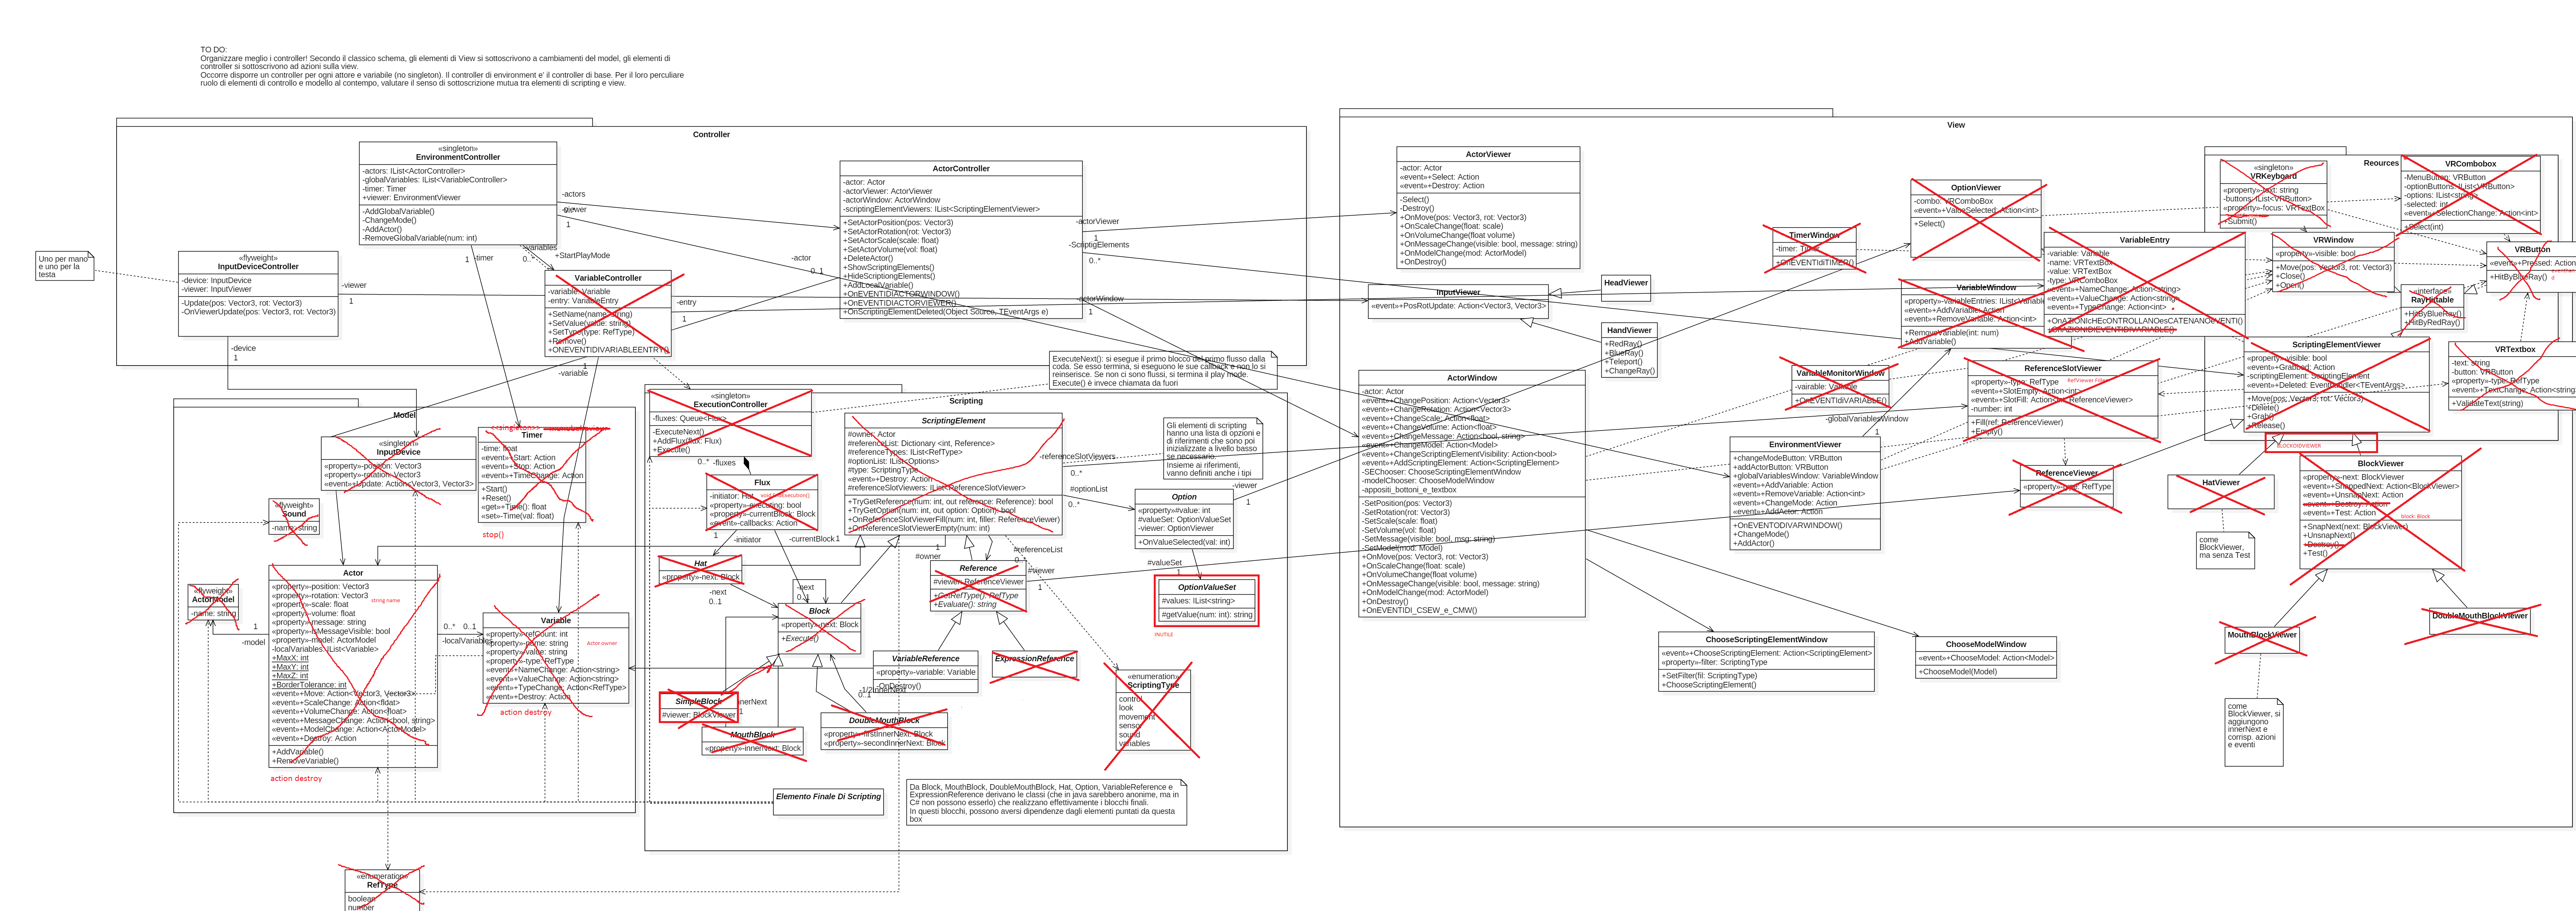 TO DO:
Organizzare meglio i controller! Secondo il classico schema, gli elementi di View si sottoscrivono a cambiamenti del model, gli elementi di
controller si sottoscrivono ad azioni sulla view.
Occorre disporre un controller per ogni attore e variabile (no singleton). Il controller di environment e' il controller di base. Per il loro peculiare
ruolo di elementi di controllo e modello al contempo, valutare il senso di sottoscrizione mutua tra elementi di scripting e view.
Controller
«singleton»
EnvironmentController
-actors: IList<ActorController>
-globalVariables: IList<VariableController>
-timer: Timer
+viewer: EnvironmentViewer
-AddGlobalVariable()
-ChangeMode()
-AddActor()
-RemoveGlobalVariable(num: int)
Uno per mano
e uno per la
testa
«flyweight»
InputDeviceController
-device: InputDevice
-viewer: InputViewer
-Update(pos: Vector3, rot: Vector3)
-OnViewerUpdate(pos: Vector3, rot: Vector3)
VariableController
-variable: Variable
-entry: VariableEntry
+SetName(name: string)
+SetValue(value: string)
+SetType(type: RefType)
+Remove()
+ONEVENTIDIVARIABLEENTRY()
ActorController
-actor: Actor
-actorViewer: ActorViewer
-actorWindow: ActorWindow
-scriptingElementViewers: IList<ScriptingElementViewer>
+SetActorPosition(pos: Vector3)
+SetActorRotation(rot: Vector3)
+SetActorScale(scale: float)
+SetActorVolume(vol: float)
+DeleteActor()
+ShowScriptingElements()
+HideScriptiongElements()
+AddLocalVariable()
+ONEVENTIDIACTORWINDOW()
+ONEVENTIDIACTORVIEWER()
+OnScriptingElementDeleted(Object Source, TEventArgs e)
-actors
1
-timer
-variables
0..*
+StartPlayMode
-viewer
1
-device
1
-entry
1
-actor
0..1
-variable
1
-actorViewer
1
-ScriptigElements
0..*
-actorWindow
1
ExecuteNext(): si esegue il primo blocco del primo flusso dalla
coda. Se esso termina, si eseguono le sue callback e non lo si
reinserisce. Se non ci sono flussi, si termina il play mode.
Execute() è invece chiamata da fuori
Model
«singleton»
InputDevice
«property»-position: Vector3
«property»-rotation: Vector3
«event»+Update: Action<Vector3, Vector3>
<<singleton>>
Timer
-time: float
«event»+Start: Action
«event»+Stop: Action
«event»+TimeChange: Action
+Start()
+Reset()
«get»+Time(): float
«set»-Time(val: float)
stop()
«flyweight»
Sound
-name: string
«flyweight»
ActorModel
-name: string
1
-model
Actor
«property»+position: Vector3
«property»+rotation: Vector3
«property»-scale: float
«property»-volume: float
«property»-message: string
«property»-isMessageVisible: bool
«property»-model: ActorModel
-localVariables: IList<Variable>
+MaxX: int
+MaxY: int
+MaxZ: int
+BorderTolerance: int
«event»+Move: Action<Vector3, Vector3>
«event»+ScaleChange: Action<float>
«event»+VolumeChange: Action<float>
«event»+MessageChange: Action<bool, string>
«event»+ModelChange: Action<ActorModel>
«event»+Destroy: Action
+AddVariable()
+RemoveVariable()
string name
action destroy
0..*
0..1
-localVariables
Variable
«property»-refCount: int
«property»-name: string
«property»-value: string
«property»-type: RefType
«event»+NameChange: Action<string>
«event»+ValueChange: Action<string>
«event»+TypeChange: Action<RefType>
«event»+Destroy: Action
Actor owner
action destroy
«enumeration»
RefType
boolean
number
Scripting
«singleton»
ExecutionController
-fluxes: Queue<Flux>
-ExecuteNext()
+AddFlux(flux: Flux)
+Execute()
0..*
-fluxes
Flux
-initiator: Hat
«property»-executing: bool
«property»-currentBlock: Block
«event»-callbacks: Action
1
-initiator
-currentBlock
1
Hat
«property»-next: Block
-next
0..1
-next
0..1
Block
«property»-next: Block
+Execute()
SimpleBlock
#viewer: BlockViewer
MouthBlock
«property»-innerNext: Block
DoubleMouthBlock
«property»-firstInnerNext: Block
«property»-secondInnerNext: Block
ScriptingElement
#owner: Actor
#referenceList: Dictionary <int, Reference>
#referenceTypes: IList<RefType>
#optionList: IList<Options>
#type: ScriptingType
«event»+Destroy: Action
#referenceSlotViewers: IList<ReferenceSlotViewer>
+TryGetReference(num: int, out reference: Reference): bool
+TryGetOption(num: int, out option: Option): bool
+OnReferenceSlotViewerFill(num: int, filler: ReferenceViewer)
+OnReferenceSlotViewerEmpty(num: int)
#owner
1
#referenceList
Reference
#viewer: ReferenceViewer
+GetRefType(): RefType
+Evaluate(): string
#viewer
1
VariableReference
«property»-variable: Variable
-OnDestroy()
ExpressionReference
Gli elementi di scripting
hanno una lista di opzioni e
di riferimenti che sono poi
inizializzate a livello basso
se necessario.
Insieme ai riferimenti,
vanno definiti anche i tipi
-referenceSlotViewers
0..*
#optionList
0..*
Option
«property»#value: int
#valueSet: OptionValueSet
-viewer: OptionViewer
+OnValueSelected(val: int)
-viewer
1
#valueSet
1
OptionValueSet
#values: IList<string>
#getValue(num: int): string
INUTILE
«enumeration»
ScriptingType
control
look
movement
sensor
sound
variables
Elemento Finale Di Scripting
Da Block, MouthBlock, DoubleMouthBlock, Hat, Option, VariableReference e
ExpressionReference derivano le classi (che in java sarebbero anonime, ma in
C# non possono esserlo) che realizzano effettivamente i blocchi finali.
In questi blocchi, possono aversi dipendenze dagli elementi puntati da questa
box
View
ActorViewer
-actor: Actor
«event»+Select: Action
«event»+Destroy: Action
-Select()
-Destroy()
+OnMove(pos: Vector3, rot: Vector3)
+OnScaleChange(float: scale)
+OnVolumeChange(float volume)
+OnMessageChange(visible: bool, message: string)
+OnModelChange(mod: ActorModel)
+OnDestroy()
InputViewer
«event»+PosRotUpdate: Action<Vector3, Vector3>
HeadViewer
HandViewer
+RedRay()
+BlueRay()
+Teleport()
+ChangeRay()
ActorWindow
-actor: Actor
«event»+ChangePosition: Action<Vector3>
«event»+ChangeRotation: Action<Vector3>
«event»+ChangeScale: Action<float>
«event»+ChangeVolume: Action<float>
«event»+ChangeMessage: Action<bool, string>
«event»+ChangeModel: Action<Model>
«event»+ChangeScriptingElementVisibility: Action<bool>
«event»+AddScriptingElement: Action<ScriptingElement>
-SEChooser: ChooseScriptingElementWindow
-modelChooser: ChooseModelWindow
-appositi_bottoni_e_textbox
-SetPosition(pos: Vector3)
-SetRotation(rot: Vector3)
-SetScale(scale: float)
-SetVolume(vol: float)
-SetMessage(visible: bool, msg: string)
-SetModel(mod: Model)
+OnMove(pos: Vector3, rot: Vector3)
+OnScaleChange(float: scale)
+OnVolumeChange(float volume)
+OnMessageChange(visible: bool, message: string)
+OnModelChange(mod: ActorModel)
+OnDestroy()
+OnEVENTIDI_CSEW_e_CMW()
TimerWindow
-timer: Timer
+OnEVENTIdiTIMER()
OptionViewer
-combo: VRComboBox
«event»+ValueSelected: Action<int>
+Select()
VariableMonitorWindow
-vairable: Variable
+OnEVENTIdiVARIABLE()
VariableWindow
«property»-variableEntries: IList<Variable
«event»+AddVariable: Action
«event»+RemoveVariable: Action<int>
+RemoveVariable(int: num)
+AddVariable()
VariableEntry
-variable: Variable
-name: VRTextBox
-value: VRTextBox
-type: VRComboBox
«event»+NameChange: Action<string>
«event»+ValueChange: Action<string>
«event»+TypeChange: Action<int>
+OnAZIONIcHEcONTROLLANOesCATENANOeVENTI()
+OnAZIONIDIEVENTIDIVARIABLE()
-globalVariablesWindow
1
EnvironmentViewer
+changeModeButton: VRButton
+addActorButton: VRButton
+globalVariablesWindow: VariableWindow
«event»+AddVariable: Action
«event»+RemoveVariable: Action<int>
«event»+ChangeMode: Action
«event»+AddActor: Action
+OnEVENTODIVARWINDOW()
+ChangeMode()
+AddActor()
ReferenceSlotViewer
«property»-type: RefType
«event»+SlotEmpty: Action<int>
«event»+SlotFill: Action<int, ReferenceViewer>
-number: int
+Fill(ref: ReferenceViewer)
+Empty()
ReferenceViewer
«property»-type: RefType
ChooseScriptingElementWindow
«event»+ChooseScriptingElement: Action<ScriptingElement>
«property»-filter: ScriptingType
+SetFilter(fil: ScriptingType)
+ChooseScriptingElement()
ChooseModelWindow
«event»+ChooseModel: Action<Model>
+ChooseModel(Model)
Reources
«singleton»
VRKeyboard
«property»-text: string
-buttons: IList<VRButton>
«property»-focus: VRTextBox
+Submit()
VRCombobox
-MenuButton: VRButton
-optionButtons: IList<VRButton>
-options: IList<string>
-selected: int
«event»+SelectionChange: Action<int>
+Select(int)
VRWindow
«property»-visible: bool
+Move(pos: Vector3, rot: Vector3)
+Close()
+Open()
VRButton
«event»+Pressed: Action
+HitByBlueRay()
«interface»
RayHittable
+HitByBlueRay()
+HitByRedRay()
VRTextbox
-text: string
-button: VRButton
«property»-type: RefType
«event»+TextChange: Action<string
+ValidateText(string)
ScriptingElementViewer
«property»-visible: bool
«event»+Grabbed: Action
-scriptingElement: ScriptingElement
«event»+Deleted: EventHandler<TEventArgs>
+Move(pos: Vector3, rot: Vector3)
+Delete()
+Grab()
+Release()
BLOCKOIDVIEWER
HatViewer
come
BlockViewer,
ma senza Test
BlockViewer
«property»-next: BlockViewer
«event»+SnappedNext: Action<BlockViewer>
«event»+UnsnapNext: Action
«event»+Destroy: Action
«event»+Test: Action
block: Block
+SnapNext(next: BlockViewer)
+UnsnapNext()
+Destroy()
+Test()
MouthBlockViewer
DoubleMouthBlockViewer
come
BlockViewer, si
aggiungono
innerNext e
corrisp. azioni
e eventi